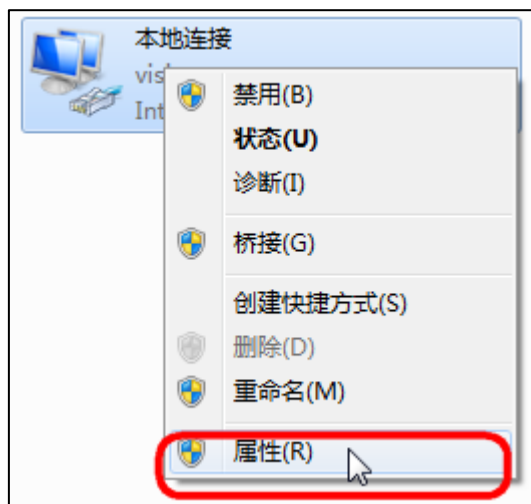 本地连接
禁用(B)
状态(U)
诊断(I)
桥接(G)
创建快捷方式(S)
删除(D)
重命名(M)
属性(R)